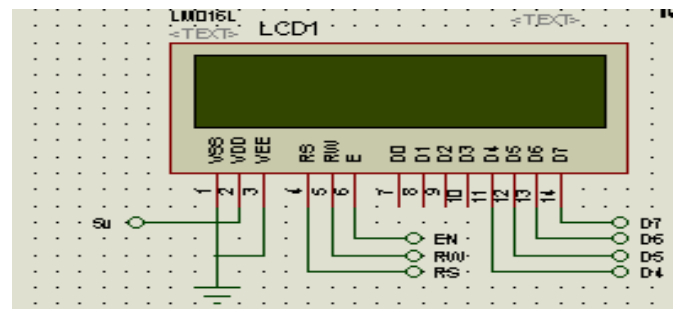 LM016L
<TEXT>
LCD1
<TEXT>
VSS VDD VEE RS RW E D0 D1 D2 D3 D4 D5 D6 D7
1 2 3 4 5 6 7 8 9 10 11 12 13 14
5v
EN
RW
RS
D7
D6
D5
D4